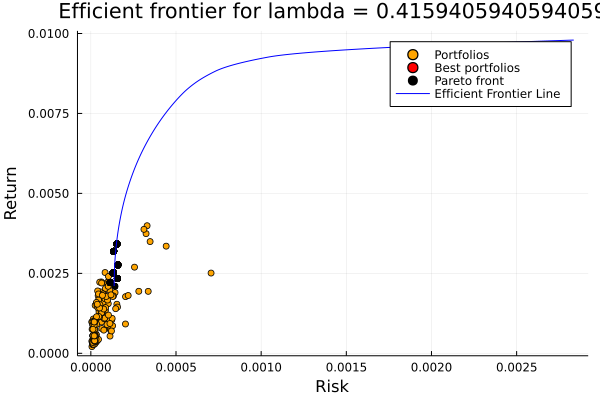 Efficient frontier for lambda = 0.4159405940594059
0.0100
0.0075
0.0050
0.0025
0.0000
Return
Portfolios
Best portfolios
Pareto front
Efficient Frontier Line
0.0000 0.0005 0.0010 0.0015 0.0020 0.0025
Risk